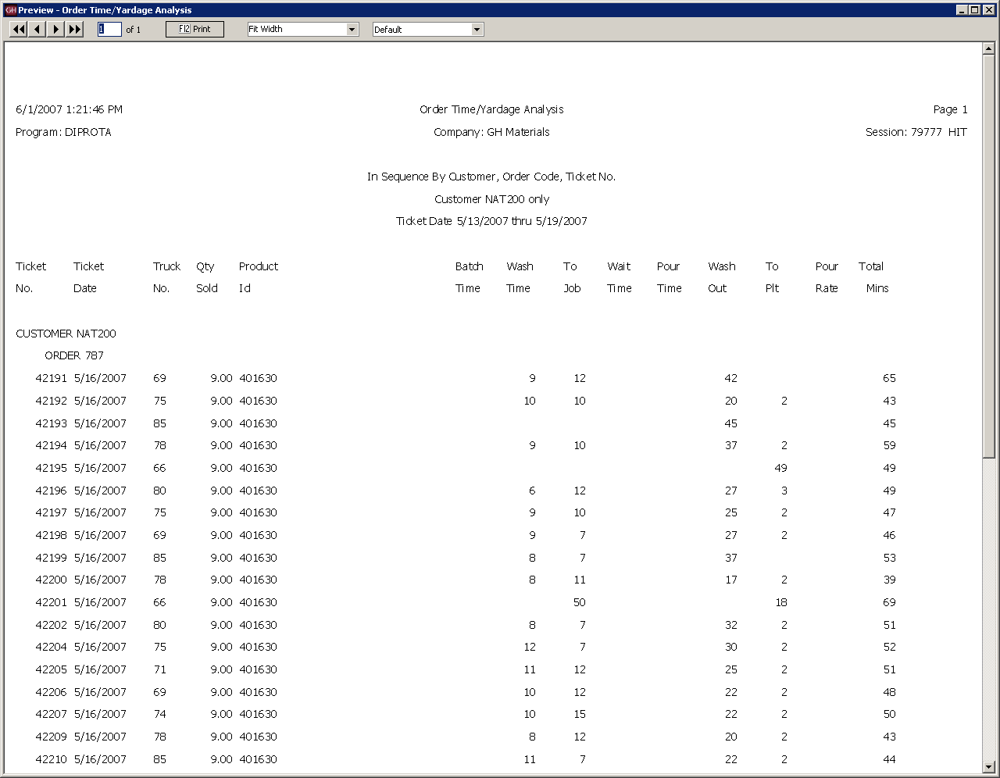 GH Preview - Order Time/Yardage Analysis
1 of 1 F12 Print Fit Width Default
6/1/2007 1:21:46 PM Order Time/Yardage Analysis Page 1
Program: DIPROTA Company: GH Materials Session: 79777 HIT
In Sequence By Customer, Order Code, Ticket No.
Customer NAT200 only
Ticket Date 5/13/2007 thru 5/19/2007
Ticket Ticket Truck Qty Product Batch Wash To Wait Pour Wash To Pour Total
No. Date No. Sold Id Time Time Job Time Time Out Plt Rate Mins
CUSTOMER NAT200
ORDER 787
42191 5/16/2007 69 9.00 401630 9 12 42 65
42192 5/16/2007 75 9.00 401630 10 10 20 2 43
42193 5/16/2007 85 9.00 401630 45 45
42194 5/16/2007 78 9.00 401630 9 10 37 2 59
42195 5/16/2007 66 9.00 401630 49 49
42196 5/16/2007 80 9.00 401630 6 12 27 3 49
42197 5/16/2007 75 9.00 401630 9 10 25 2 47
42198 5/16/2007 69 9.00 401630 9 7 27 2 46
42199 5/16/2007 85 9.00 401630 8 7 37 53
42200 5/16/2007 78 9.00 401630 8 11 17 2 39
42201 5/16/2007 66 9.00 401630 50 18 69
42202 5/16/2007 80 9.00 401630 8 7 32 2 51
42204 5/16/2007 75 9.00 401630 12 7 30 2 52
42205 5/16/2007 71 9.00 401630 11 12 25 2 51
42206 5/16/2007 69 9.00 401630 10 12 22 2 48
42207 5/16/2007 74 9.00 401630 10 15 22 2 50
42209 5/16/2007 78 9.00 401630 8 12 20 2 43
42210 5/16/2007 85 9.00 401630 11 7 22 2 44